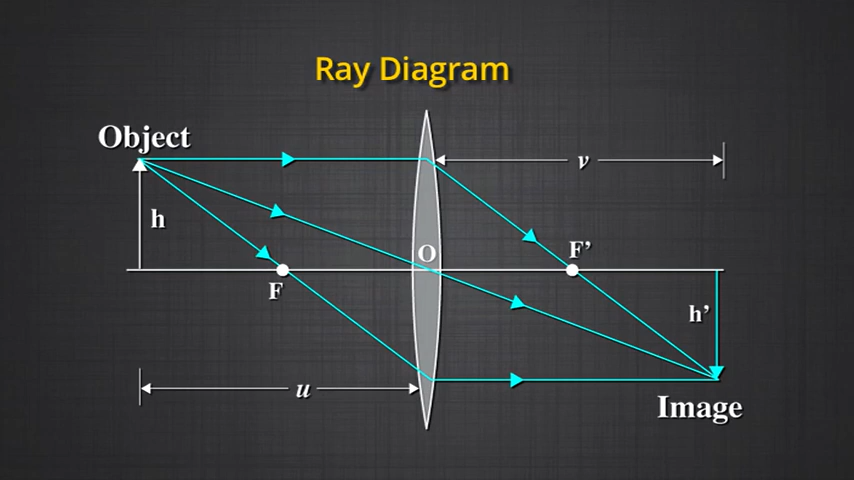 Ray Diagram
Object
v
h
O
F’
F
h’
u
Image